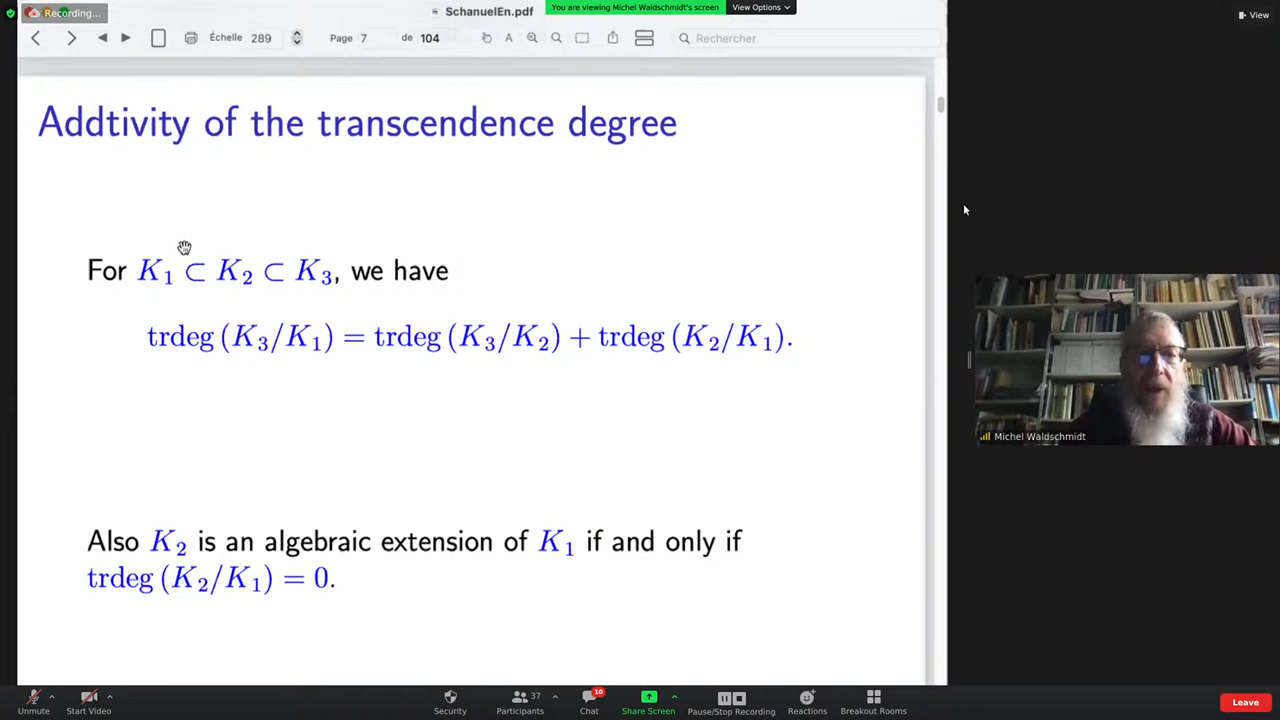 Recording...
SchanuelEn.pdf
You are viewing Michel Waldschmidt's screen
View Options
View
Échelle 289
Page 7 de 104
Rechercher
Addtivity of the transcendence degree
For K₁ ⊂ K₂ ⊂ K₃, we have
trdeg (K₃/K₁) = trdeg (K₃/K₂) + trdeg (K₂/K₁).
Also K₂ is an algebraic extension of K₁ if and only if
trdeg (K₂/K₁) = 0.
Michel Waldschmidt
Unmute
Start Video
Security
37
Participants
10
Chat
Share Screen
Pause/Stop Recording
Reactions
Breakout Rooms
Leave